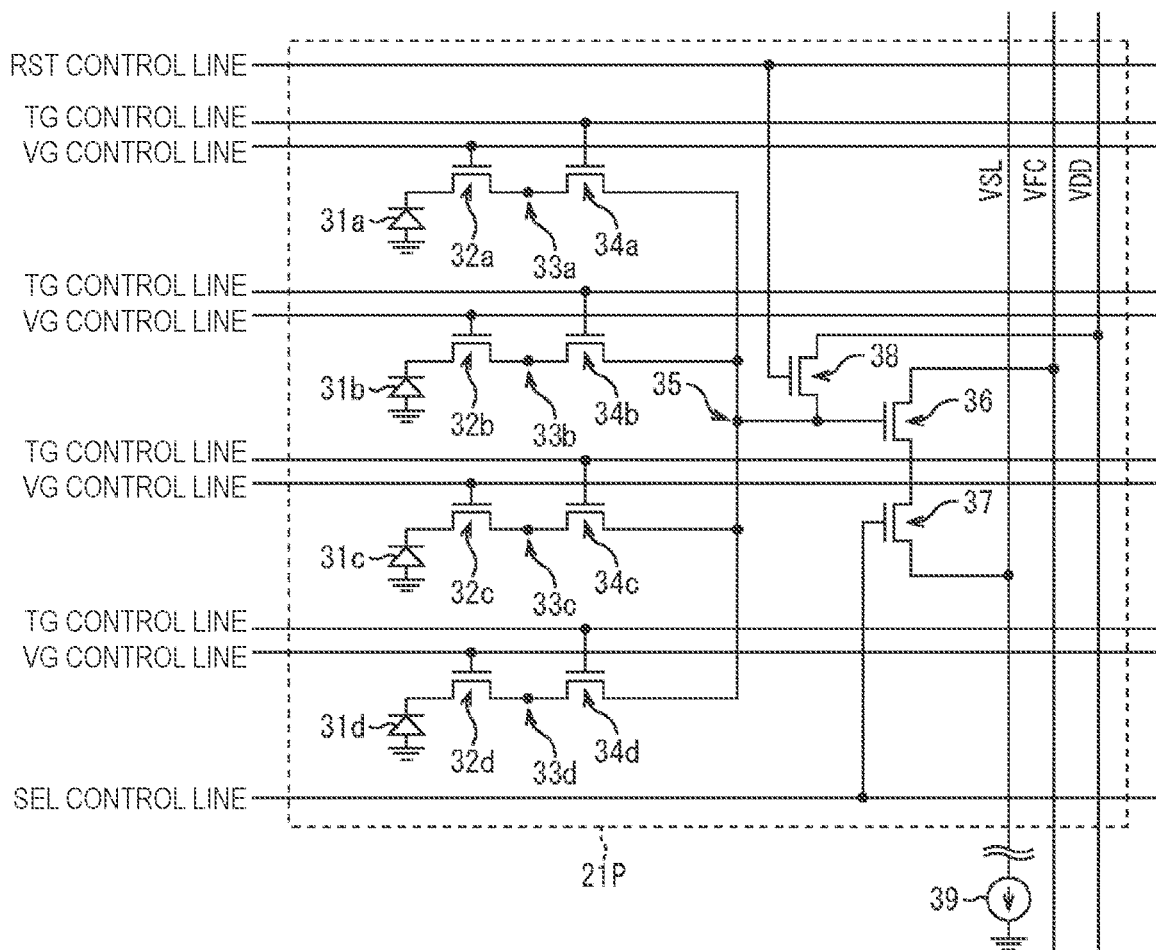 RST CONTROL LINE
TG CONTROL LINE
VG CONTROL LINE
VSL
VFC
VDD
31a
32a
33a
34a
TG CONTROL LINE
VG CONTROL LINE
38
35
36
31b
32b
33b
34b
TG CONTROL LINE
VG CONTROL LINE
37
31c
32c
33c
34c
TG CONTROL LINE
VG CONTROL LINE
31d
32d
33d
34d
SEL CONTROL LINE
21P
39